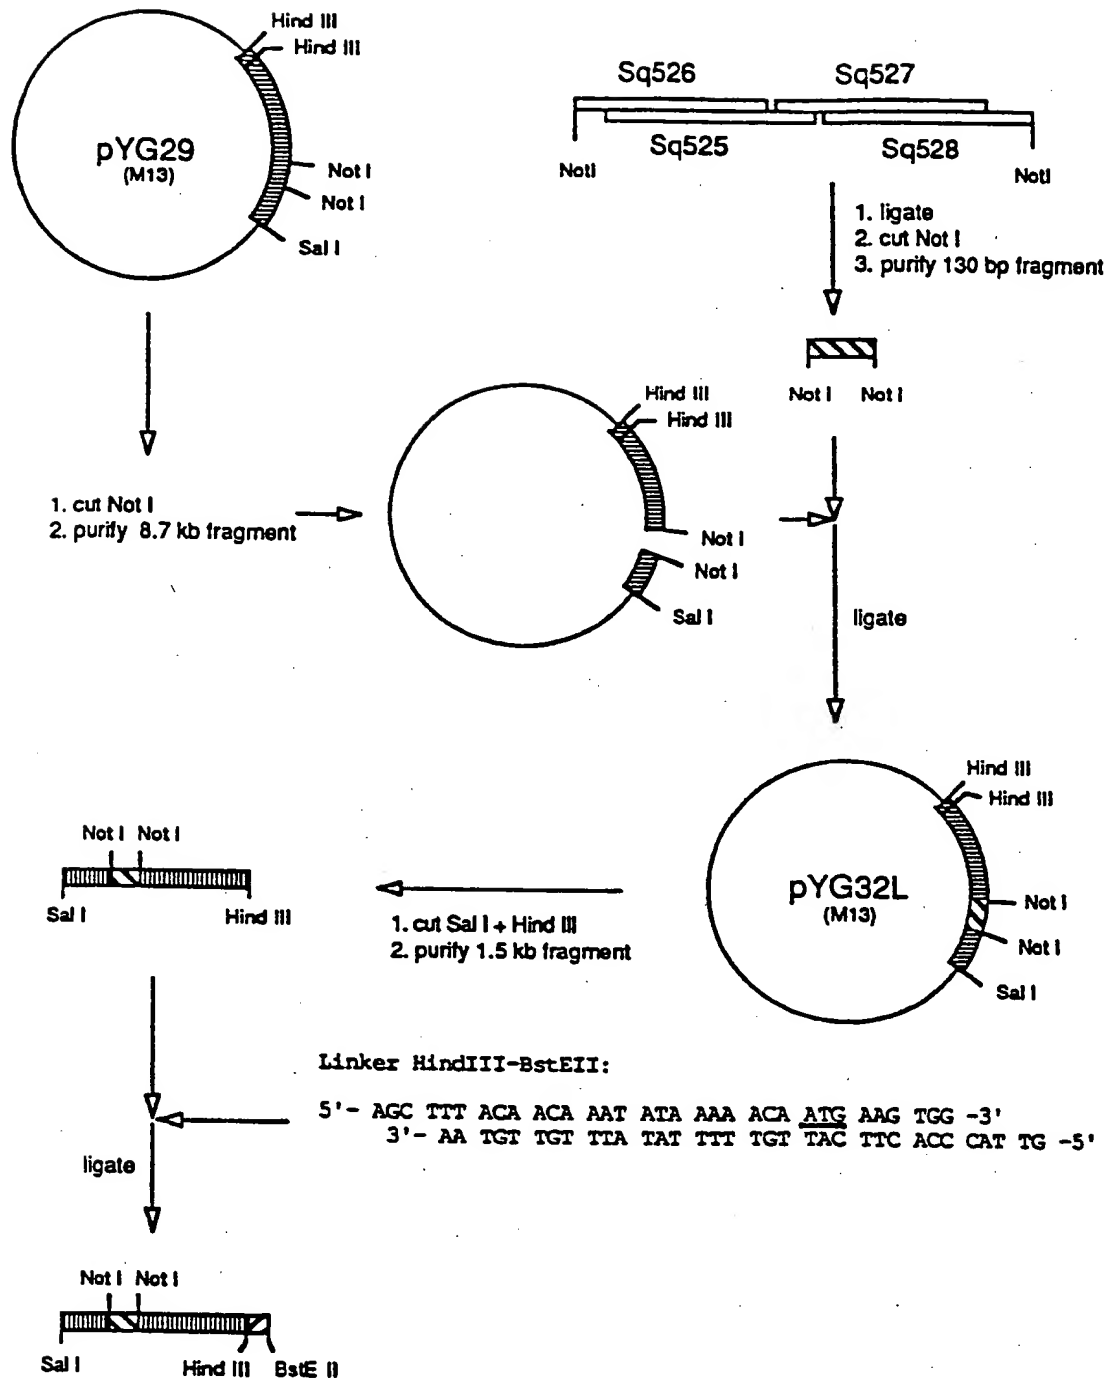 Hind III
Hind III
pYG29
(M13)
Not I
Not I
Sal I
Sq526
Sq527
Sq525
Sq528
NotI
NotI
1. ligate
2. cut Not I
3. purify 130 bp fragment
Not I
Not I
1. cut Not I
2. purify 8.7 kb fragment
Hind III
Hind III
Not I
Not I
Sal I
ligate
Hind III
Hind III
pYG32L
(M13)
Not I
Not I
Sal I
Not I Not I
Sal I
Hind III
1. cut Sal I + Hind III
2. purify 1.5 kb fragment
Linker HindIII-BstEII:
5'- AGC TTT ACA ACA AAT ATA AAA ACA ATG AAG TGG -3'
3'- AA TGT TGT TTA TAT TTT TGT TAC TTC ACC CAT TG -5'
ligate
Not I Not I
Sal I
Hind III
BstE II